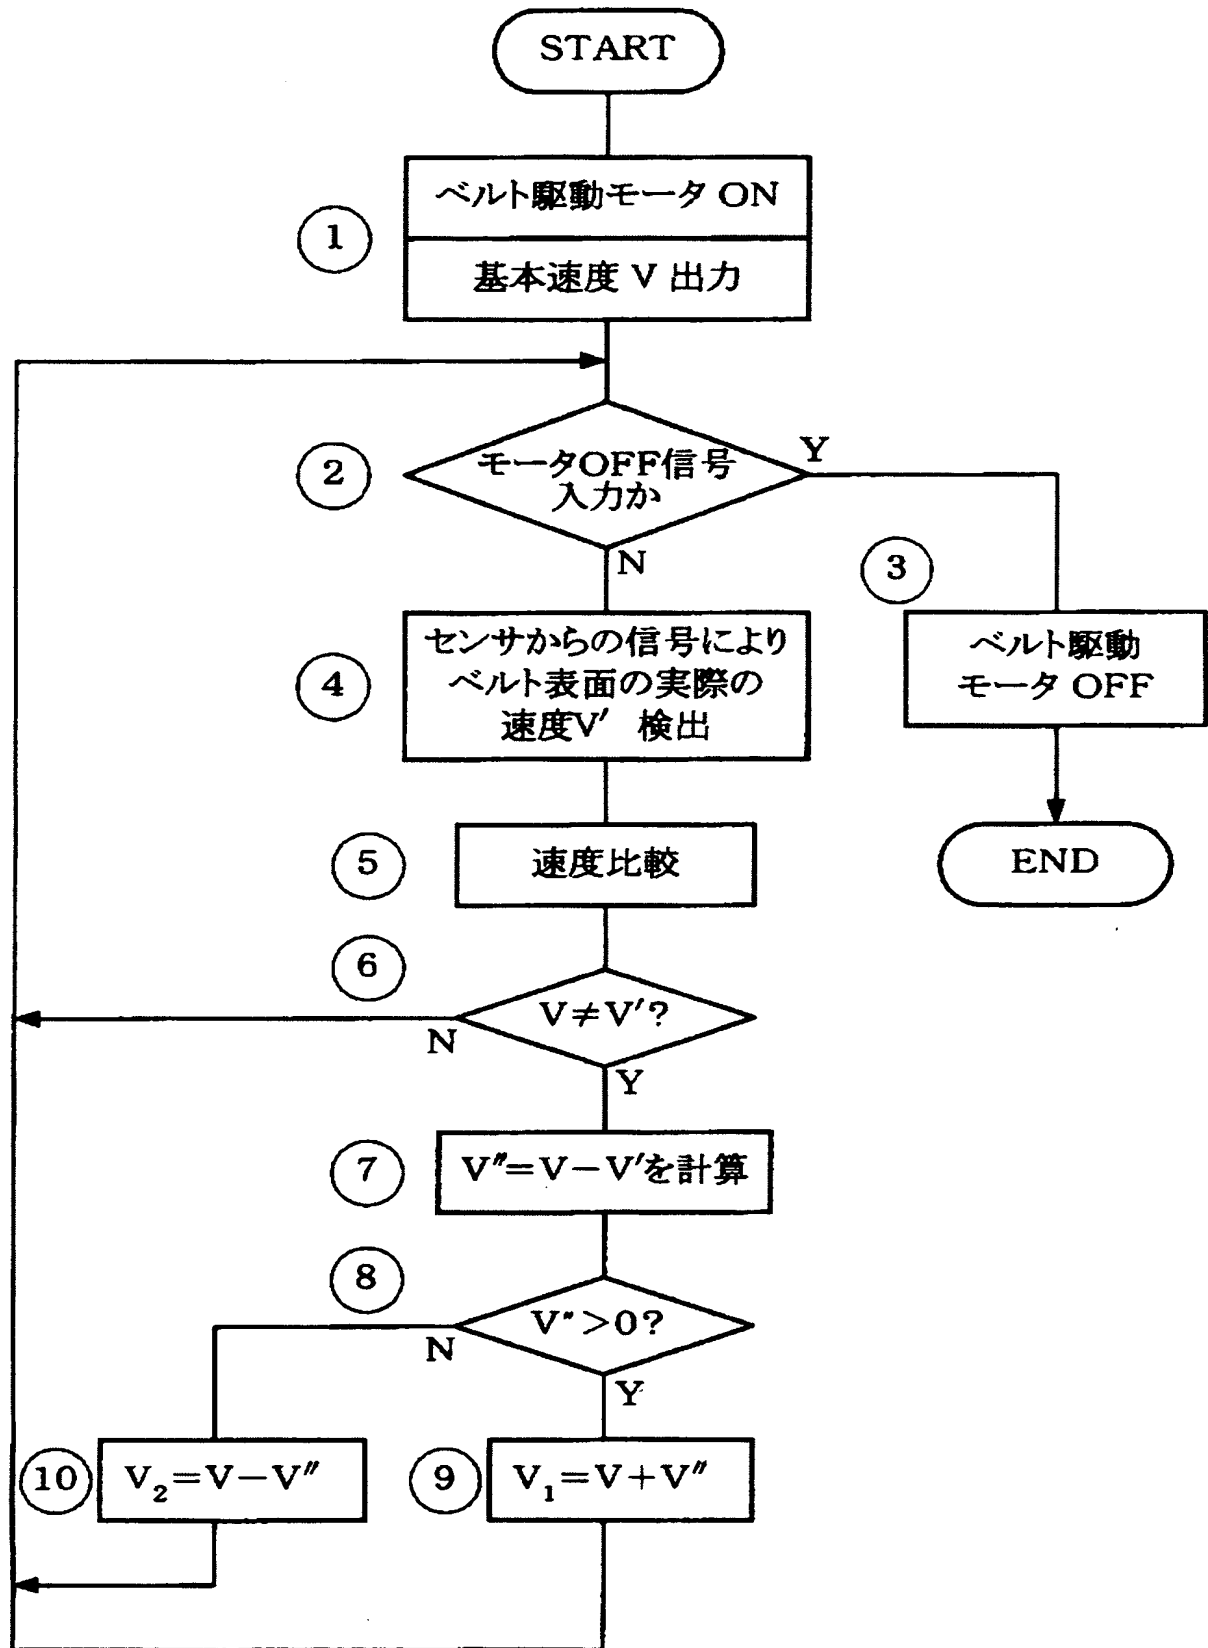 START
ベルト駆動モータ ON
①
基本速度 V 出力
②
モータOFF信号
入力か
Y
N
③
ベルト駆動
モータ OFF
④
センサからの信号により
ベルト表面の実際の
速度V′ 検出
⑤
速度比較
END
⑥
V≠V′?
N
Y
⑦
V″=V−V′を計算
⑧
V″>0?
N
Y
⑩
V₂=V−V″
⑨
V₁=V+V″